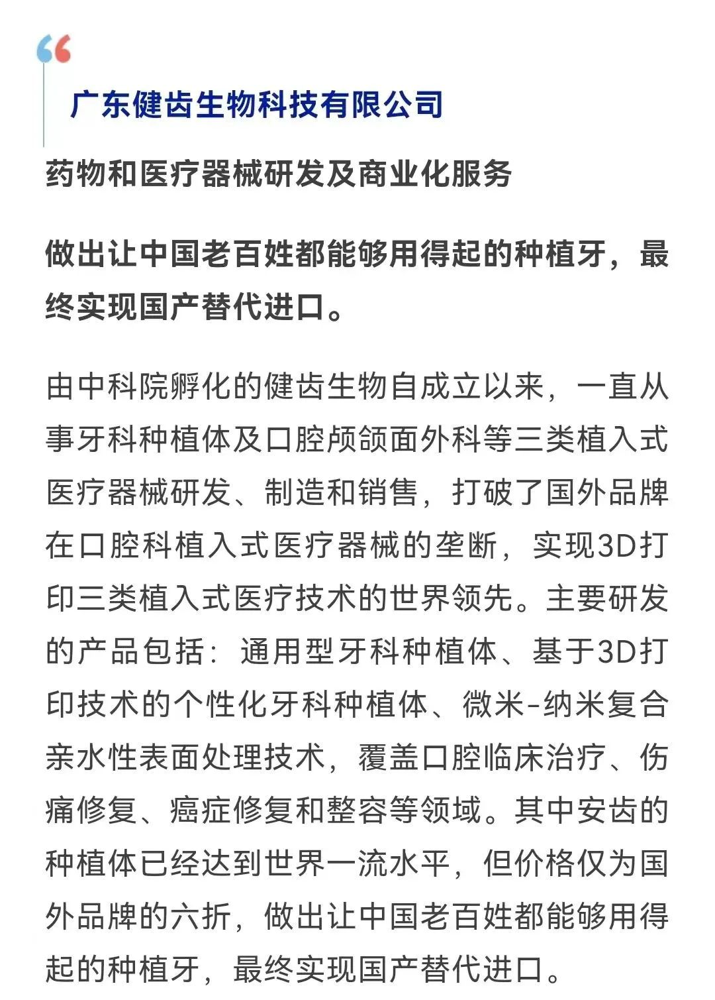 广东健齿生物科技有限公司
药物和医疗器械研发及商业化服务
做出让中国老百姓都能够用得起的种植牙，最
终实现国产替代进口。
由中科院孵化的健齿生物自成立以来，一直从
事牙科种植体及口腔颅颌面外科等三类植入式
医疗器械研发、制造和销售，打破了国外品牌
在口腔科植入式医疗器械的垄断，实现3D打
印三类植入式医疗技术的世界领先。主要研发
的产品包括：通用型牙科种植体、基于3D打
印技术的个性化牙科种植体、微米-纳米复合
亲水性表面处理技术，覆盖口腔临床治疗、伤
痛修复、癌症修复和整容等领域。其中安齿的
种植体已经达到世界一流水平，但价格仅为国
外品牌的六折，做出让中国老百姓都能够用得
起的种植牙，最终实现国产替代进口。